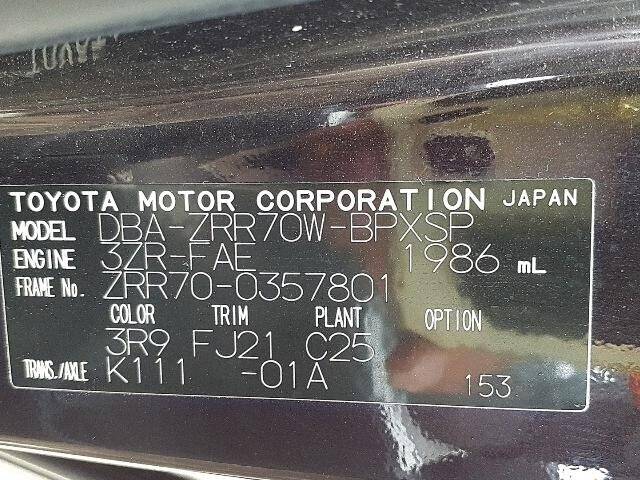 TOYOTA MOTOR CORPORATION JAPAN
MODEL DBA-ZRR70W-BPXSP
ENGINE 3ZR-FAE 1986 mL
FRAME No. ZRR70-0357801
COLOR TRIM PLANT OPTION
3R9 FJ21 C25
TRANS./AXLE K111 -01A 153